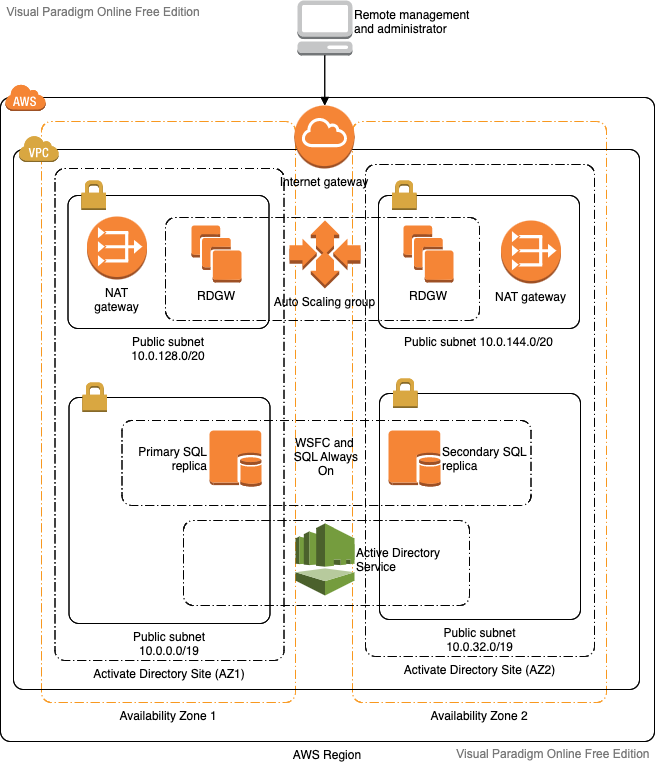 Visual Paradigm Online Free Edition
Remote management
and administrator
AWS
VPC
Internet gateway
NAT
gateway
RDGW
Auto Scaling group
RDGW
NAT gateway
Public subnet
10.0.128.0/20
Public subnet 10.0.144.0/20
Primary SQL
replica
WSFC and
SQL Always
On
Secondary SQL
replica
Active Directory
Service
Public subnet
10.0.0.0/19
Public subnet
10.0.32.0/19
Activate Directory Site (AZ1)
Activate Directory Site (AZ2)
Availability Zone 1
Availability Zone 2
AWS Region
Visual Paradigm Online Free Edition